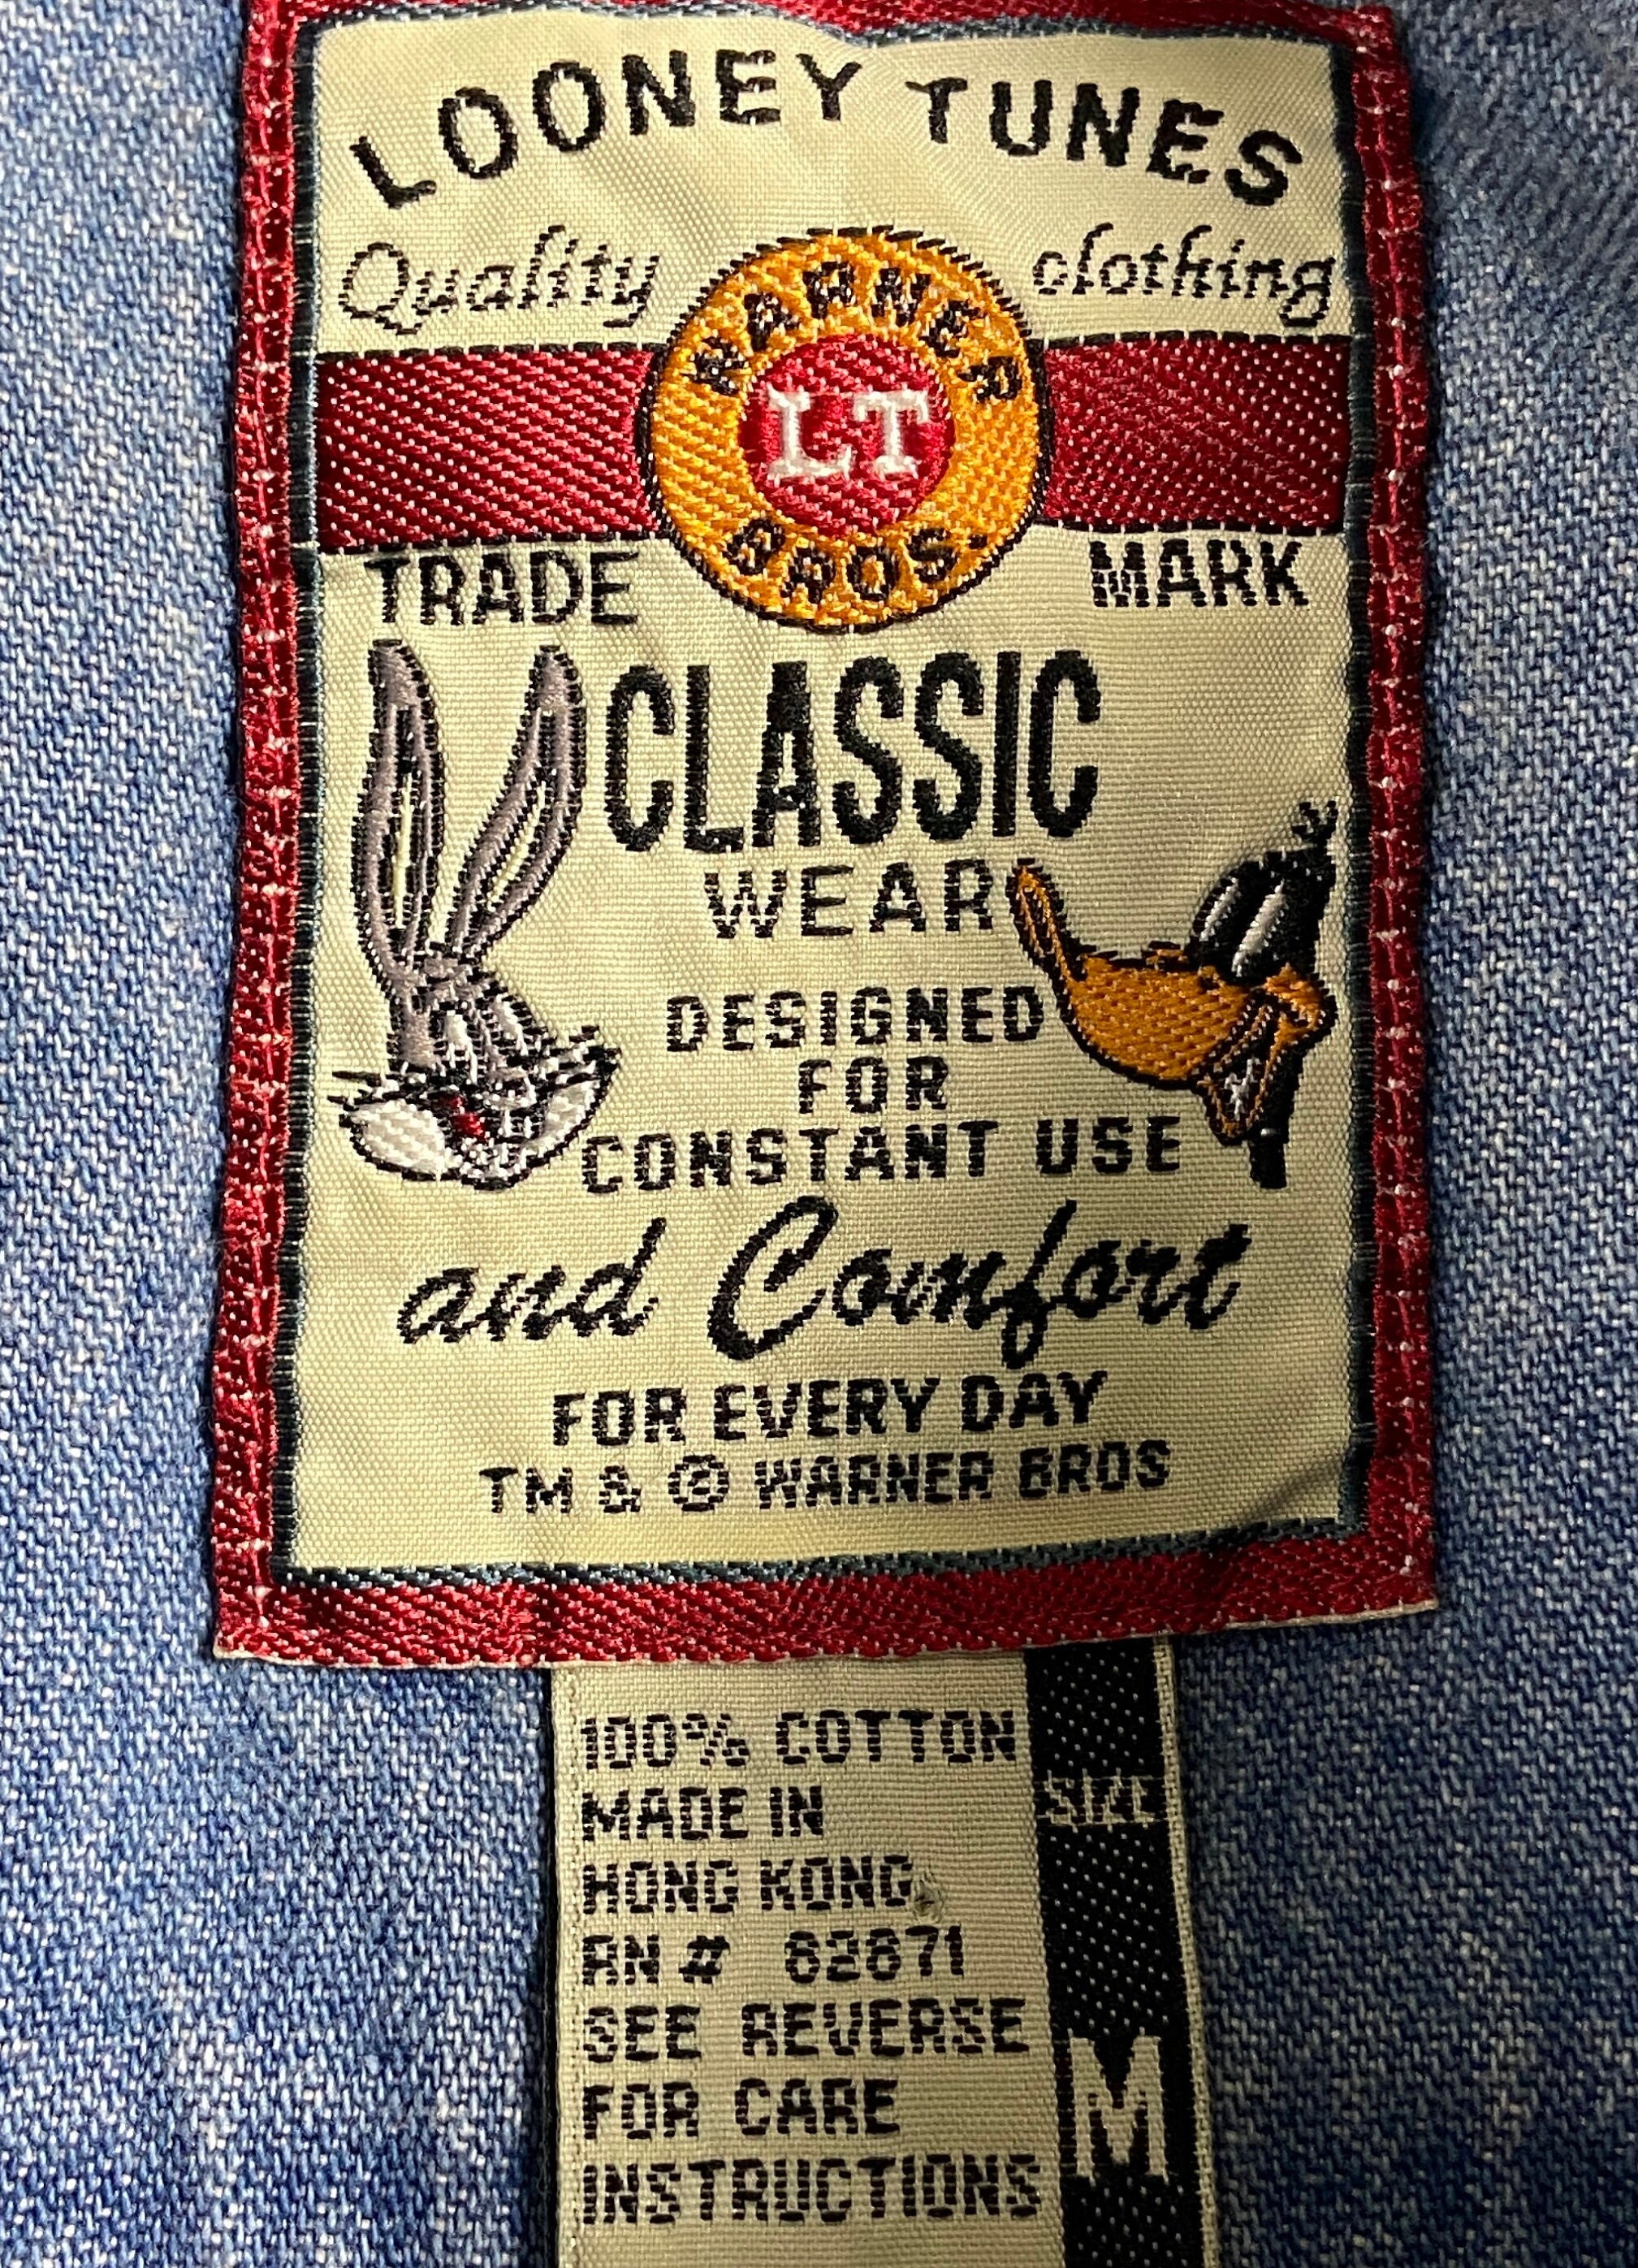 LOONEY TUNES
Quality clothing
WARNER
LT
BROS.
TRADE MARK
CLASSIC
WEAR
DESIGNED
FOR
CONSTANT USE
and Comfort
FOR EVERY DAY
TM & © WARNER BROS
100% COTTON
MADE IN
HONG KONG
RN # 62671
SEE REVERSE
FOR CARE
INSTRUCTIONS
SIZE
M